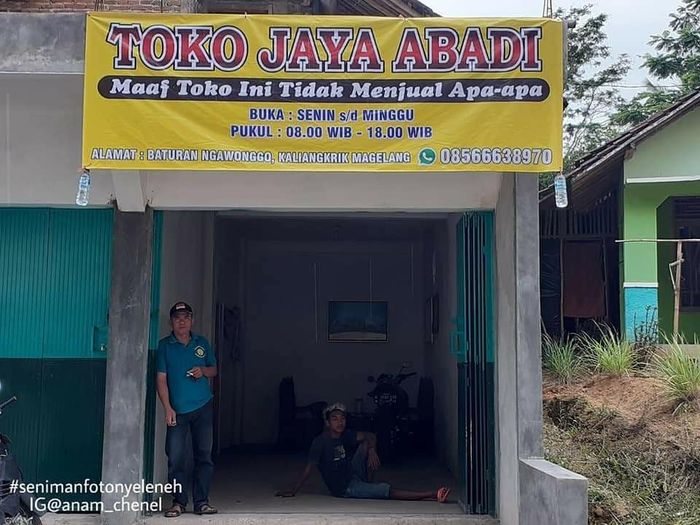 TOKO JAYA ABADI
Maaf Toko Ini Tidak Menjual Apa-apa
BUKA : SENIN s/d MINGGU
PUKUL : 08.00 WIB - 18.00 WIB
ALAMAT : BATURAN NGAWONGGO, KALIANGKRIK MAGELANG 08566638970
#senimanfotonyeleneh
IG@anam_chenel